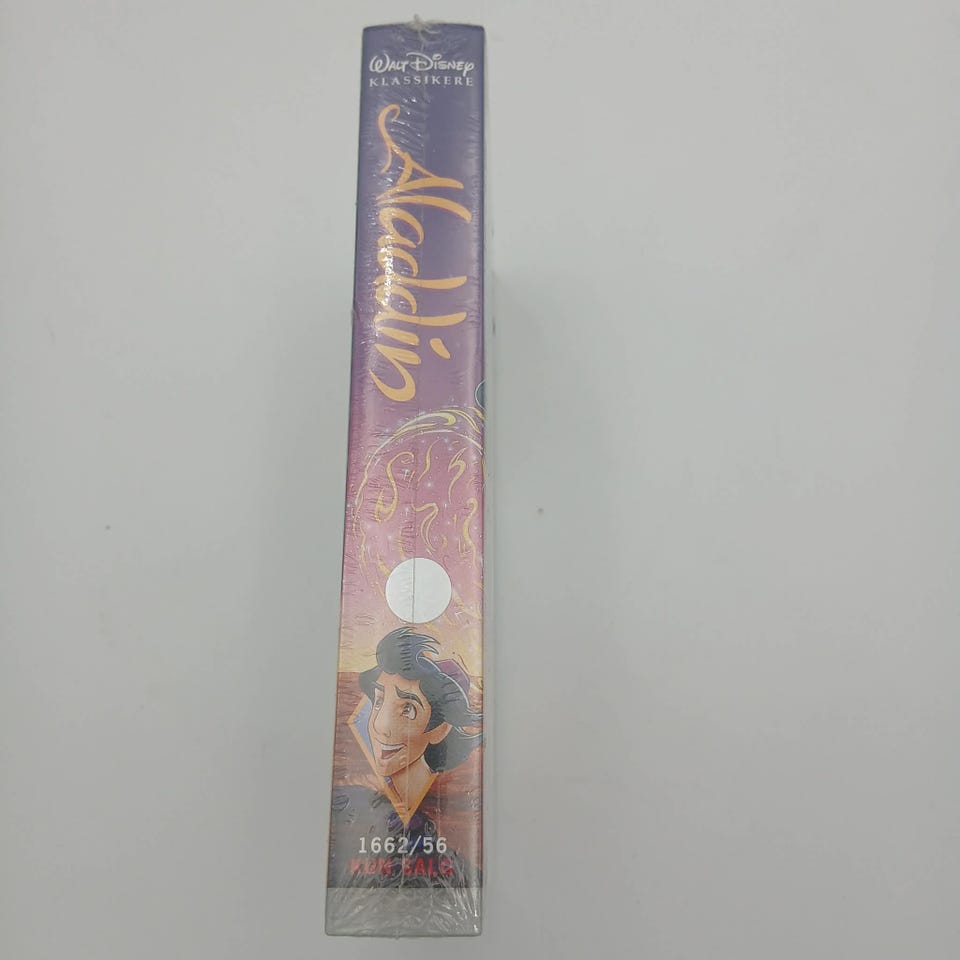 WALT DISNEY
KLASSIKERE
Aladdin
1662/56
KUN SALG